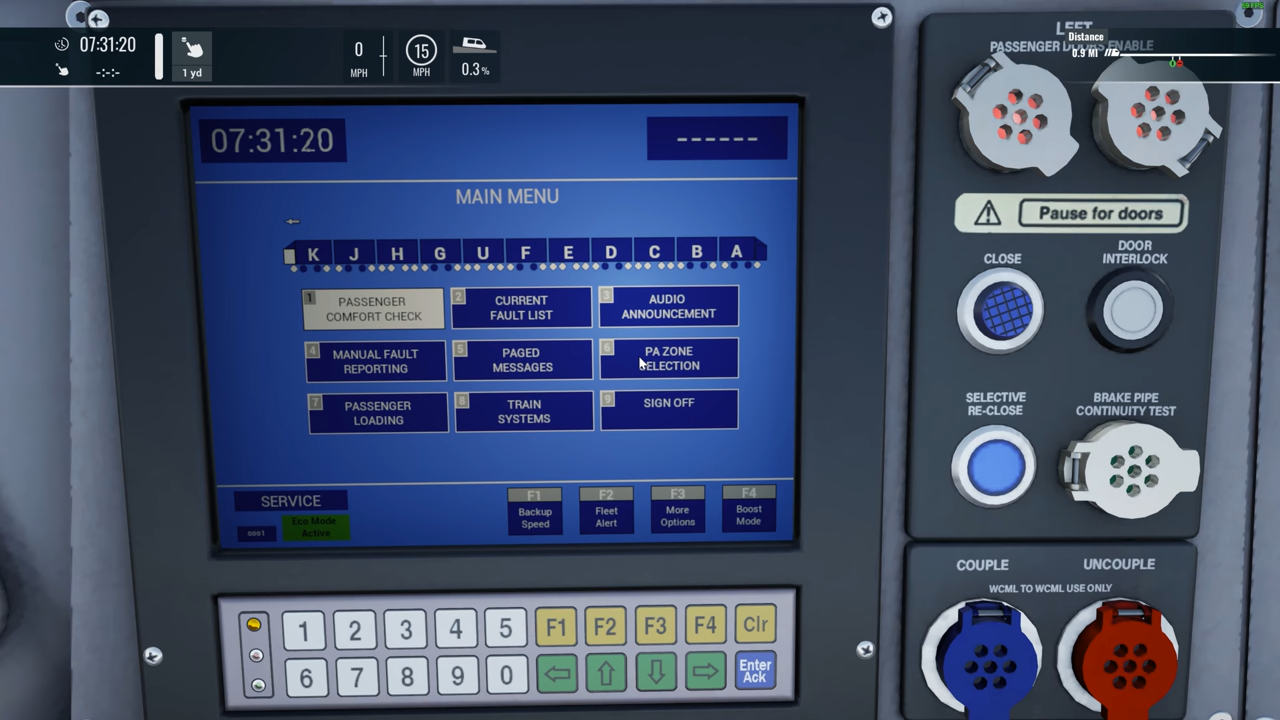 07:31:20
-:--:-
1 yd
0
MPH
15
MPH
0.3%
Distance
0.9 MI
LEFT
PASSENGER DOORS ENABLE
07:31:20
------
MAIN MENU
←
K J H G U F E D C B A
1 PASSENGER
COMFORT CHECK
2 CURRENT
FAULT LIST
3 AUDIO
ANNOUNCEMENT
4 MANUAL FAULT
REPORTING
5 PAGED
MESSAGES
6 PA ZONE
SELECTION
7 PASSENGER
LOADING
8 TRAIN
SYSTEMS
9 SIGN OFF
SERVICE
0001
Eco Mode
Active
F1
Backup
Speed
F2
Fleet
Alert
F3
More
Options
F4
Boost
Mode
1 2 3 4 5 F1 F2 F3 F4 Clr
6 7 8 9 0 ← ↑ ↓ → Enter
Ack
Pause for doors
CLOSE
DOOR
INTERLOCK
SELECTIVE
RE-CLOSE
BRAKE PIPE
CONTINUITY TEST
COUPLE
UNCOUPLE
WCML TO WCML USE ONLY